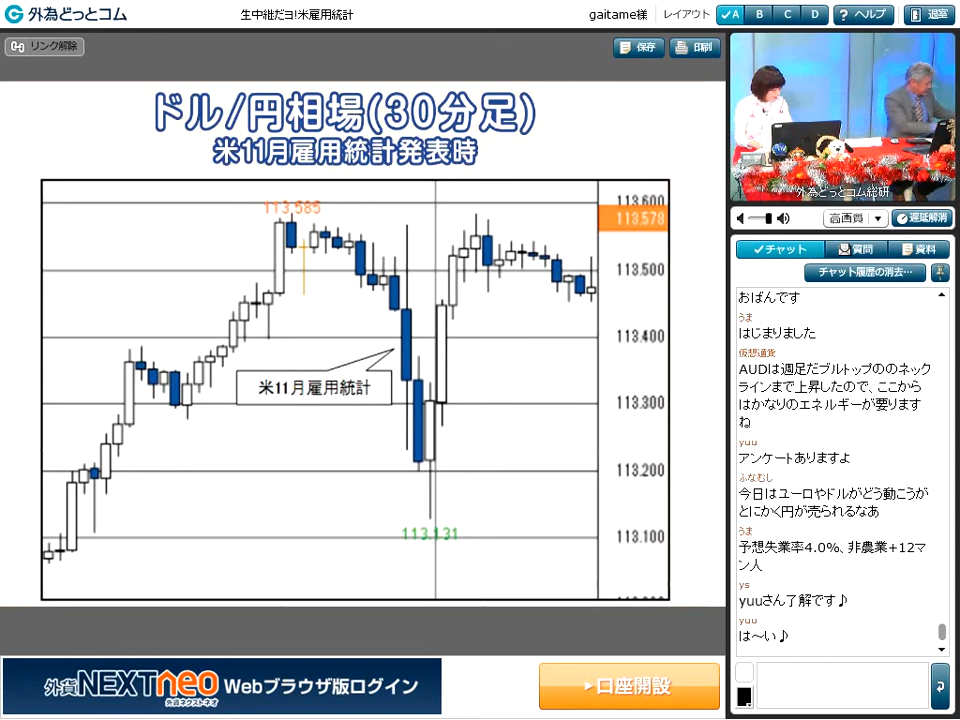 外為どっとコム
生中継だヨ!米雇用統計
gaitame様
レイアウト
A
B
C
D
? ヘルプ
退室
リンク解除
保存
印刷
ドル/円相場(30分足)
米11月雇用統計発表時
113.585
113.600
113.578
113.500
113.400
米11月雇用統計
113.300
113.200
113.131
113.100
外為どっとコム総研
高画質
遅延解消
チャット
質問
資料
チャット履歴の消去…
おばんです
うま
はじまりました
仮想通貨
AUDは週足だブルトップののネック
ラインまで上昇したので、ここから
はかなりのエネルギーが要ります
ね
yuu
アンケートありますよ
ふなむし
今日はユーロやドルがどう動こうが
とにかく円が売られるなあ
うま
予想失業率4.0%、非農業+12マ
ン人
ys
yuuさん了解です♪
yuu
は～い♪
外貨NEXTneo Webブラウザ版ログイン
外貨ネクストネオ
口座開設